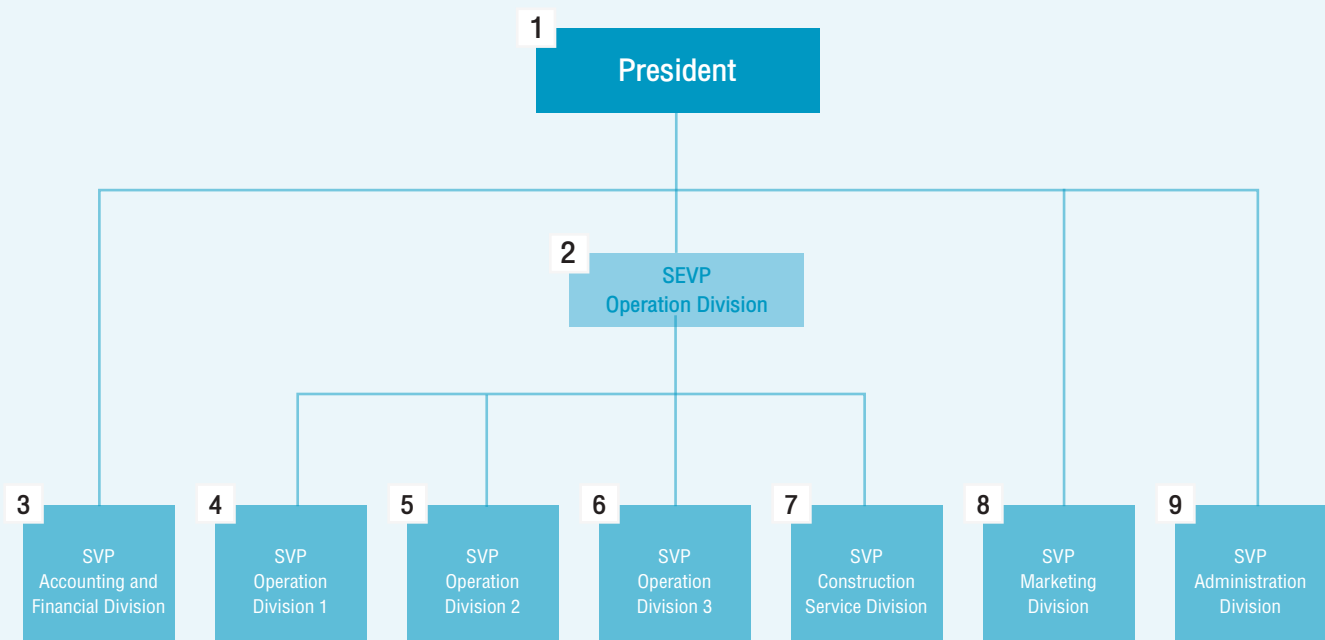 1
President
2
SEVP
Operation Division
3
SVP
Accounting and
Financial Division
4
SVP
Operation
Division 1
5
SVP
Operation
Division 2
6
SVP
Operation
Division 3
7
SVP
Construction
Service Division
8
SVP
Marketing
Division
9
SVP
Administration
Division